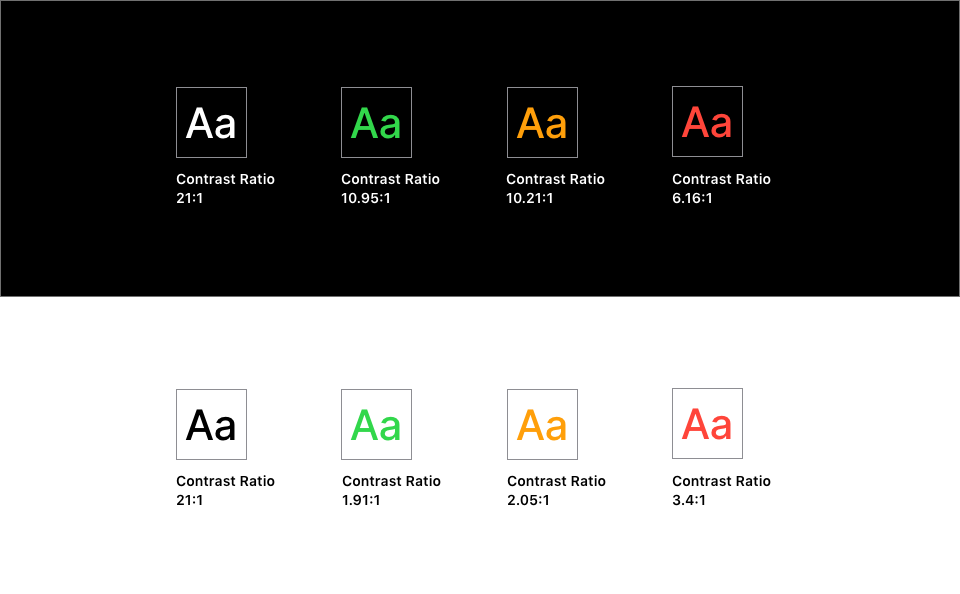 Aa Aa Aa Aa
Contrast Ratio Contrast Ratio Contrast Ratio Contrast Ratio
21:1 10.95:1 10.21:1 6.16:1
Aa Aa Aa Aa
Contrast Ratio Contrast Ratio Contrast Ratio Contrast Ratio
21:1 1.91:1 2.05:1 3.4:1